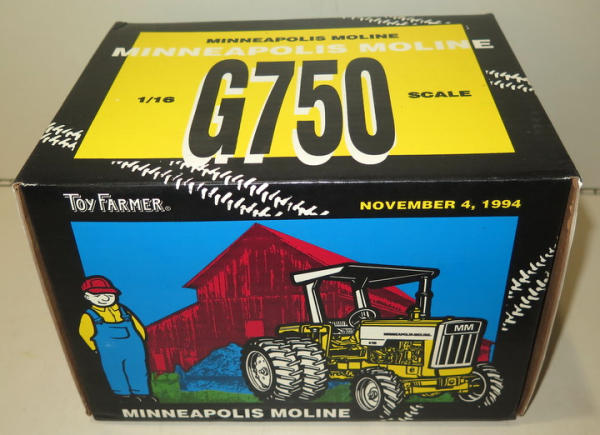 MINNEAPOLIS MOLINE
MINNEAPOLIS MOLINE
1/16 G750 SCALE
TOY FARMER®
NOVEMBER 4, 1994
MM
MINNEAPOLIS-MOLINE
MINNEAPOLIS MOLINE